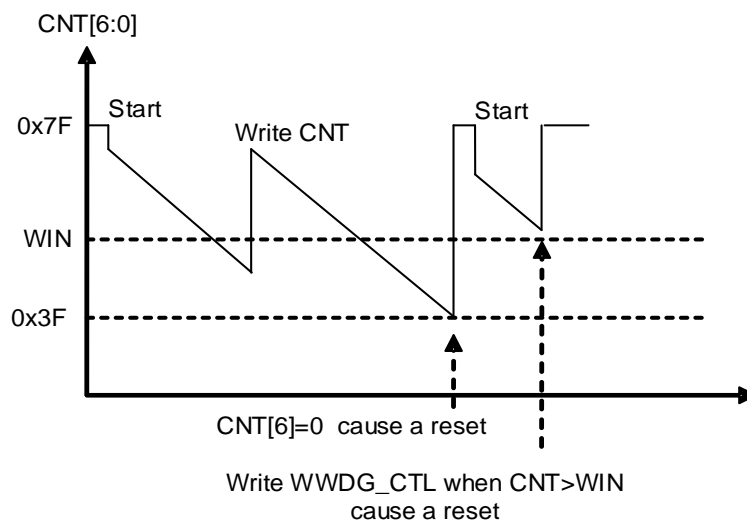 CNT[6:0]
0x7F
Start
Write CNT
Start
WIN
0x3F
CNT[6]=0 cause a reset
Write WWDG_CTL when CNT>WIN
cause a reset